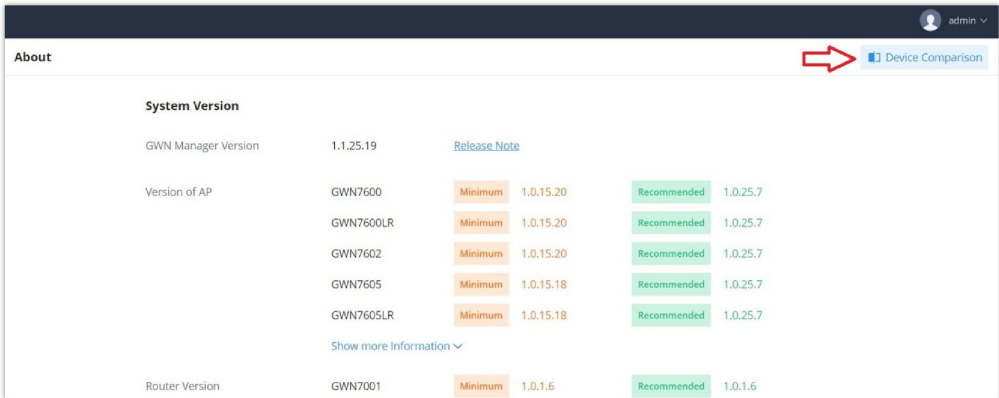 admin
About
Device Comparison
System Version
GWN Manager Version 1.1.25.19 Release Note
Version of AP GWN7600 Minimum 1.0.15.20 Recommended 1.0.25.7
GWN7600LR Minimum 1.0.15.20 Recommended 1.0.25.7
GWN7602 Minimum 1.0.15.20 Recommended 1.0.25.7
GWN7605 Minimum 1.0.15.18 Recommended 1.0.25.7
GWN7605LR Minimum 1.0.15.18 Recommended 1.0.25.7
Show more Information
Router Version GWN7001 Minimum 1.0.1.6 Recommended 1.0.1.6